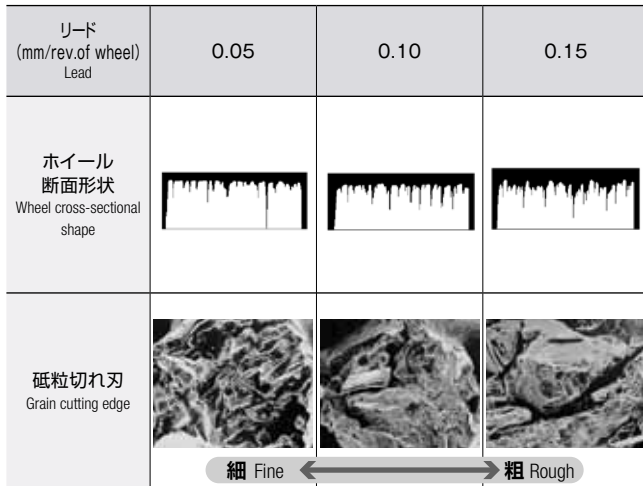 リード
(mm/rev.of wheel)
Lead
0.05
0.10
0.15
ホイール
断面形状
Wheel cross-sectional
shape
砥粒切れ刃
Grain cutting edge
細 Fine
粗 Rough